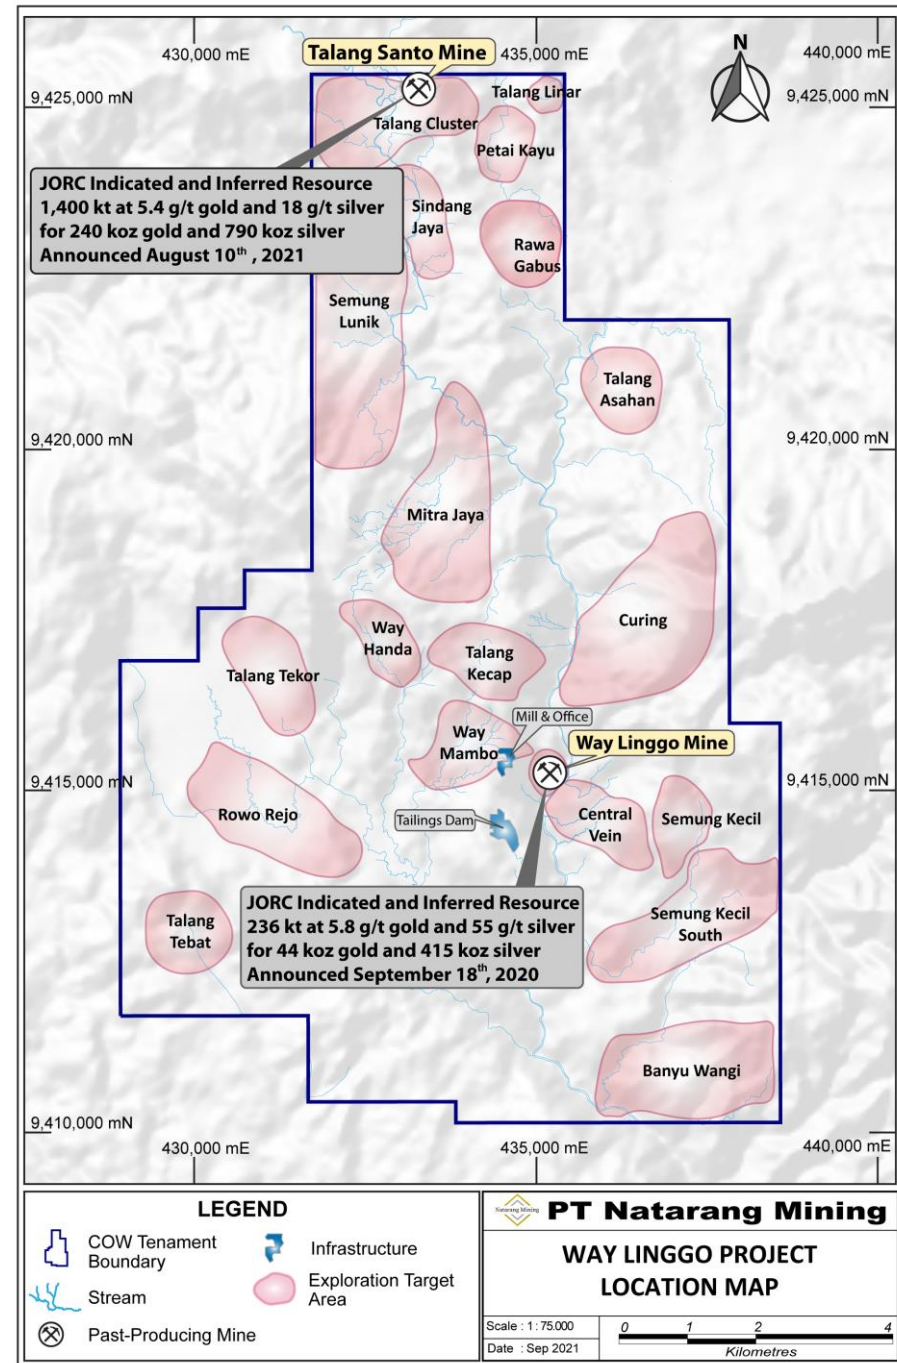 430,000 mE
435,000 mE
440,000 mE
N
Talang Santo Mine
9,425,000 mN
9,425,000 mN
Talang Linar
Talang Cluster
Petai Kayu
JORC Indicated and Inferred Resource
1,400 kt at 5.4 g/t gold and 18 g/t silver
for 240 koz gold and 790 koz silver
Announced August 10th , 2021
Sindang
Jaya
Rawa
Gabus
Semung
Lunik
Talang
Asahan
9,420,000 mN
9,420,000 mN
Mitra Jaya
Curing
Way
Handa
Talang
Kecap
Talang Tekor
Mill & Office
Way
Mambo
Way Linggo Mine
9,415,000 mN
9,415,000 mN
Rowo Rejo
Tailings Dam
Central
Vein
Semung Kecil
JORC Indicated and Inferred Resource
236 kt at 5.8 g/t gold and 55 g/t silver
for 44 koz gold and 415 koz silver
Announced September 18th, 2020
Talang
Tebat
Semung Kecil
South
Banyu Wangi
9,410,000 mN
430,000 mE
435,000 mE
440,000 mE
LEGEND
COW Tenament
Boundary
Infrastructure
Stream
Exploration Target
Area
Past-Producing Mine
Natarang Mining
PT Natarang Mining
WAY LINGGO PROJECT
LOCATION MAP
Scale : 1 : 75.000
Date : Sep 2021
0 1 2 4
Kilometres